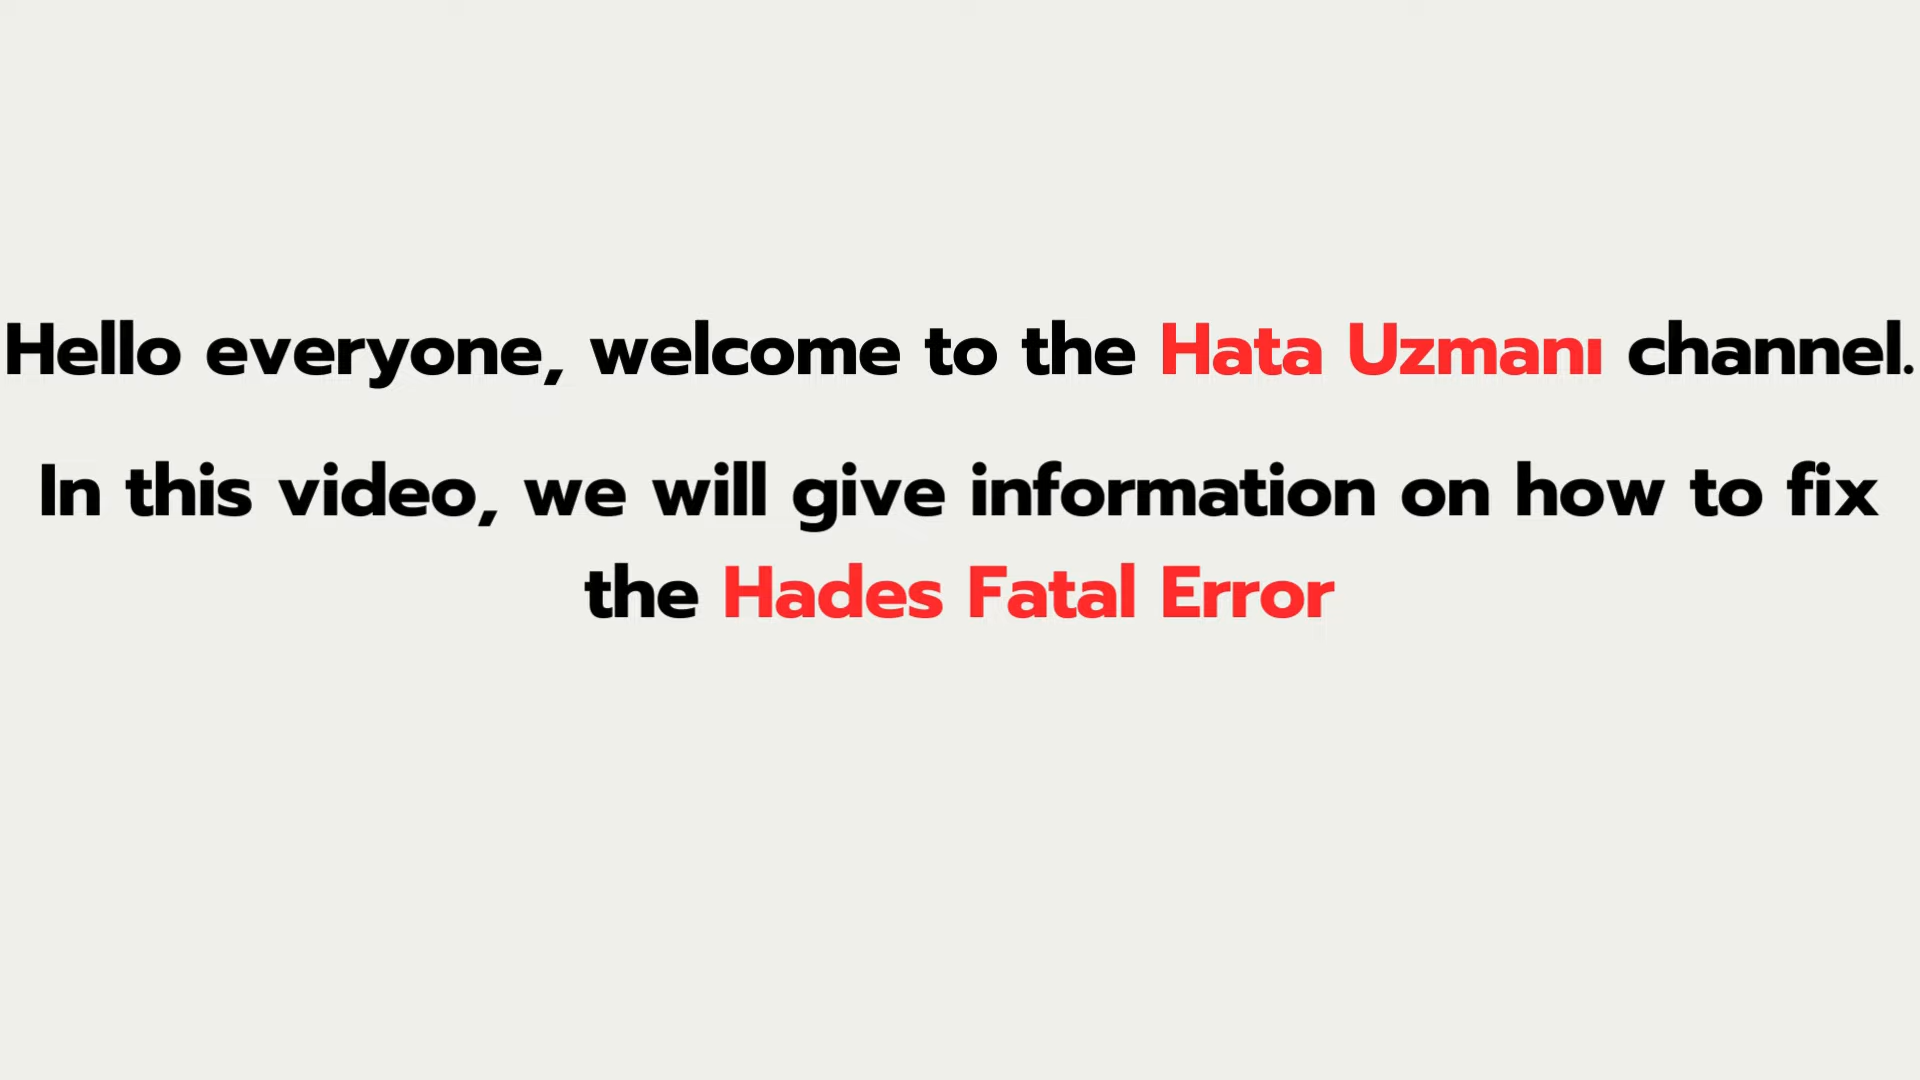 Hello everyone, welcome to the Hata Uzmanı channel.
In this video, we will give information on how to fix
the Hades Fatal Error